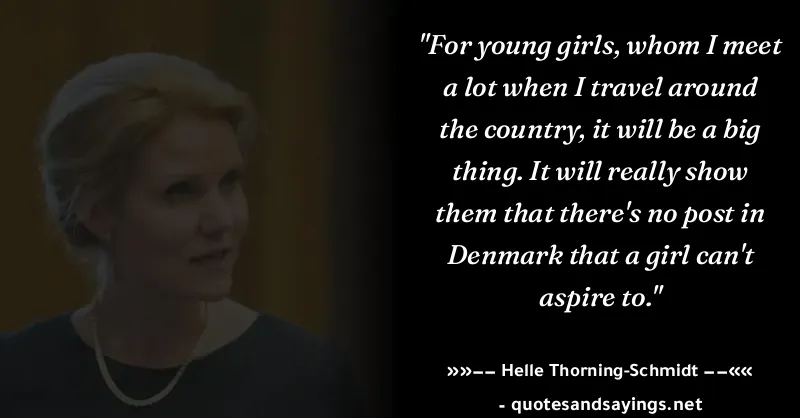 "For young girls, whom I meet
a lot when I travel around
the country, it will be a big
thing. It will really show
them that there's no post in
Denmark that a girl can't
aspire to."
»»–– Helle Thorning-Schmidt ––««
- quotesandsayings.net